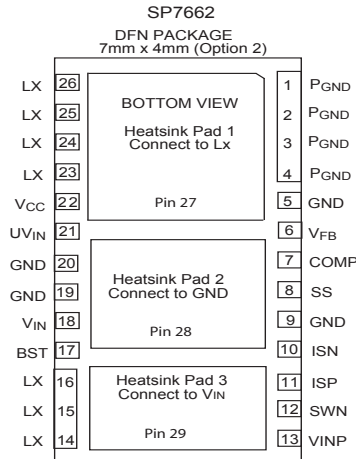 SP7662
DFN PACKAGE
7mm x 4mm (Option 2)
LX 26
LX 25
LX 24
LX 23
VCC 22
UVIN 21
GND 20
GND 19
VIN 18
BST 17
LX 16
LX 15
LX 14
BOTTOM VIEW
Heatsink Pad 1
Connect to Lx
Pin 27
Heatsink Pad 2
Connect to GND
Pin 28
Heatsink Pad 3
Connect to VIN
Pin 29
1 PGND
2 PGND
3 PGND
4 PGND
5 GND
6 VFB
7 COMP
8 SS
9 GND
10 ISN
11 ISP
12 SWN
13 VINP